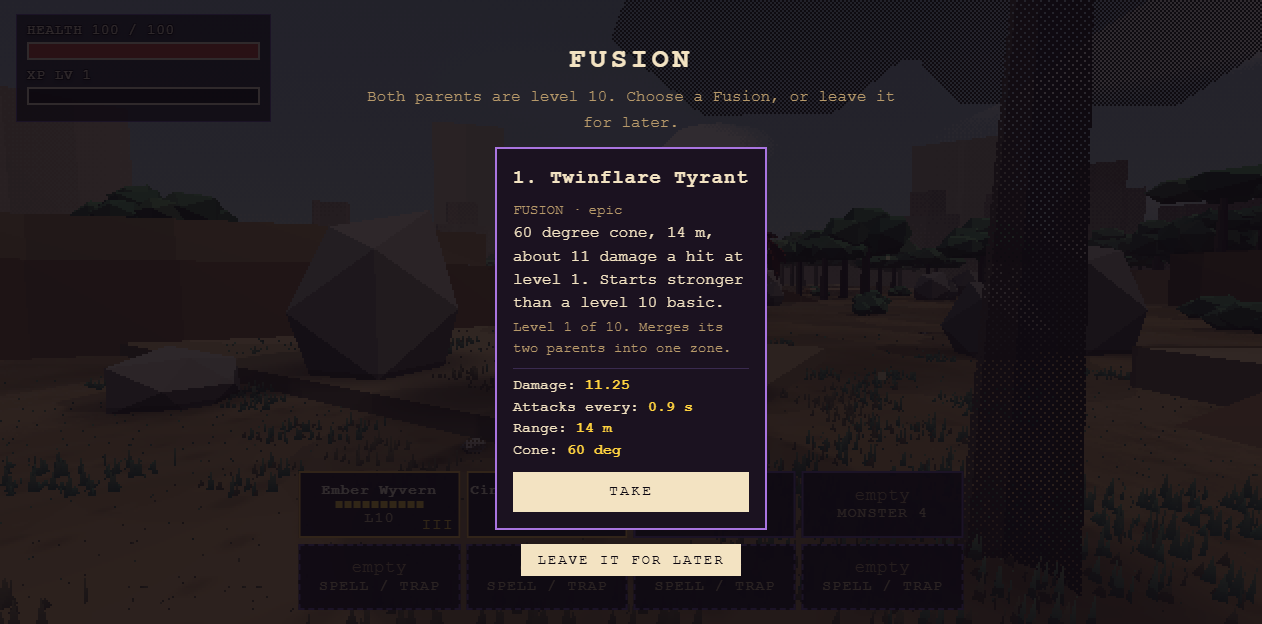 HEALTH 100 / 100
XP LV 1
FUSION
Both parents are level 10. Choose a Fusion, or leave it
for later.
1. Twinflare Tyrant
FUSION · epic
60 degree cone, 14 m,
about 11 damage a hit at
level 1. Starts stronger
than a level 10 basic.
Level 1 of 10. Merges its
two parents into one zone.
Damage: 11.25
Attacks every: 0.9 s
Range: 14 m
Cone: 60 deg
TAKE
LEAVE IT FOR LATER
Ember Wyvern
L10
III
Cin
empty
MONSTER 4
empty
SPELL / TRAP
SPELL / TRAP
SPELL / TRAP
empty
SPELL / TRAP